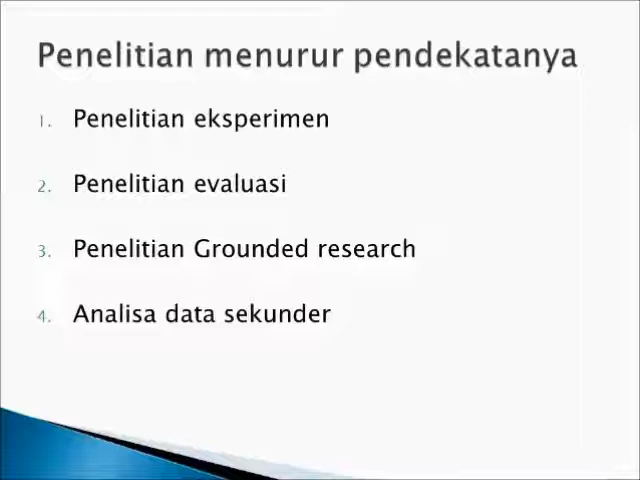 Penelitian menurur pendekatanya
1. Penelitian eksperimen
2. Penelitian evaluasi
3. Penelitian Grounded research
4. Analisa data sekunder